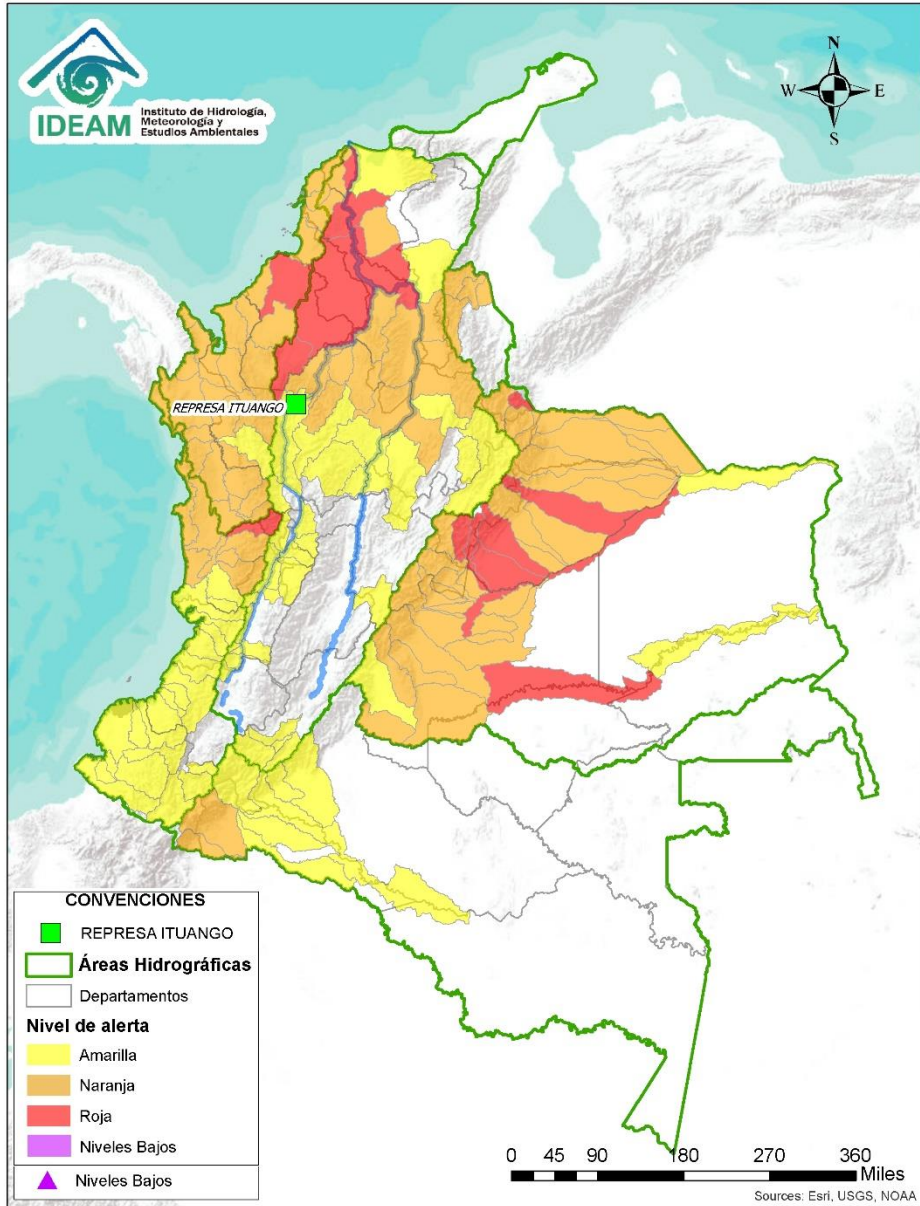 IDEAM
Instituto de Hidrología,
Meteorología y
Estudios Ambientales
N
W
E
S
REPRESA ITUANGO
CONVENCIONES
REPRESA ITUANGO
Áreas Hidrográficas
Departamentos
Nivel de alerta
Amarilla
Naranja
Roja
Niveles Bajos
Niveles Bajos
0 45 90 180 270 360
Miles
Sources: Esri, USGS, NOAA